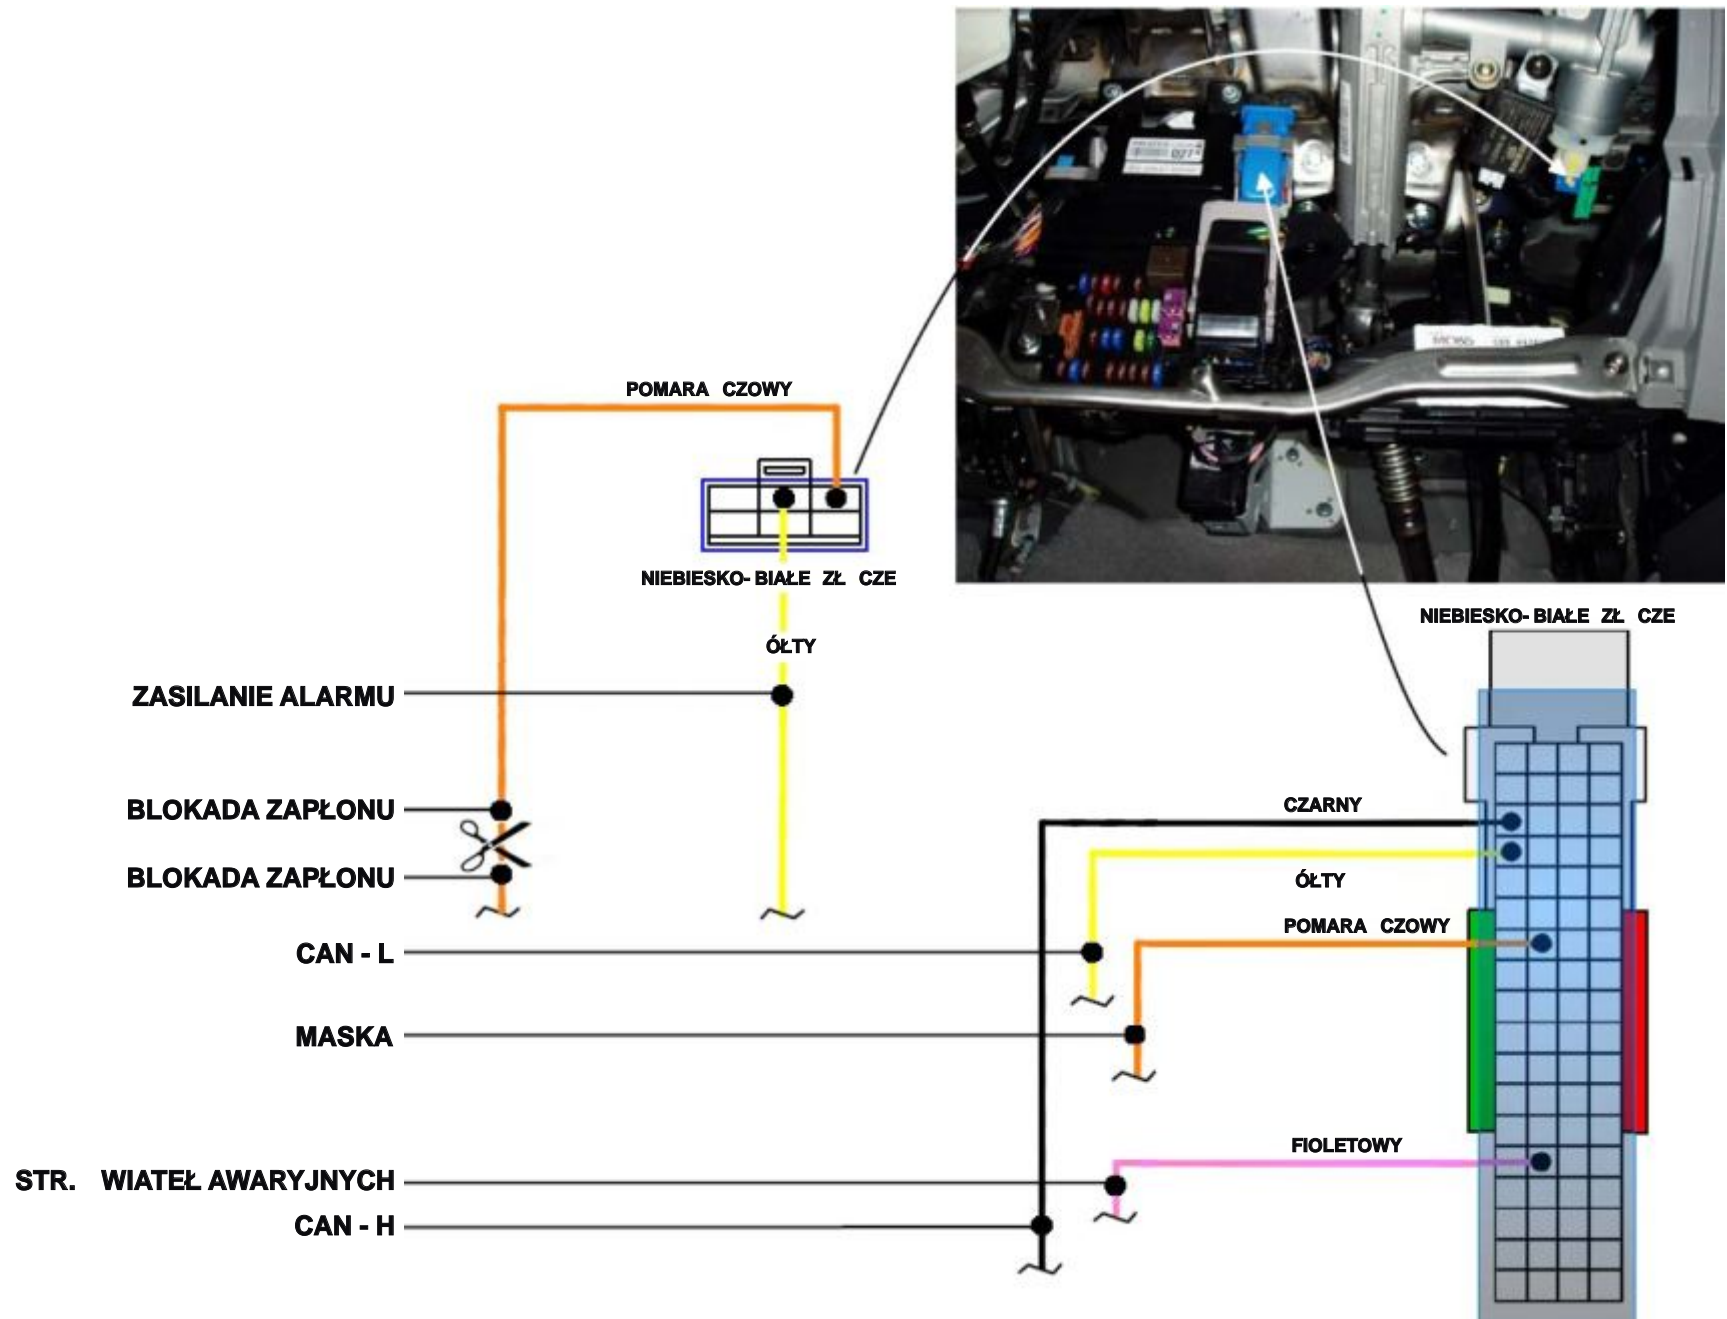 POMARA CZOWY
NIEBIESKO- BIAŁE ZŁ CZE
ÓŁTY
ZASILANIE ALARMU
BLOKADA ZAPŁONU
BLOKADA ZAPŁONU
CAN - L
MASKA
STR. WIATEŁ AWARYJNYCH
CAN - H
NIEBIESKO- BIAŁE ZŁ CZE
CZARNY
ÓŁTY
POMARA CZOWY
FIOLETOWY
027